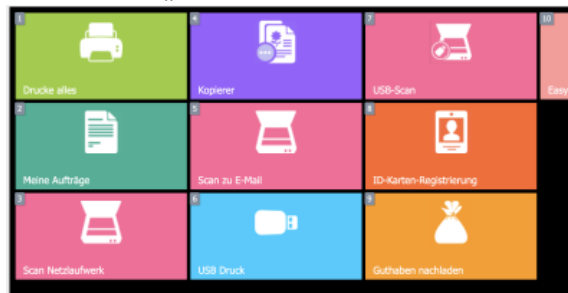 1
Drucke alles
4
Kopierer
7
USB-Scan
10
Easy
2
Meine Aufträge
5
Scan zu E-Mail
8
ID-Karten-Registrierung
3
Scan Netzlaufwerk
6
USB Druck
9
Guthaben nachladen